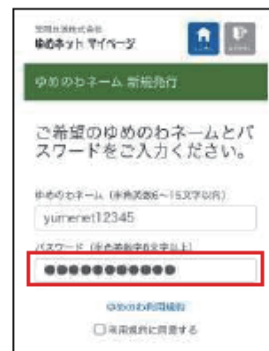 ゆめネット マイページ
ゆめのわネーム 新規発行
ご希望のゆめのわネームとパ
スワードをご入力ください。
ゆめのわネーム (半角英数6~15文字以内)
yumenet12345
パスワード (半角英数字8文字以上)
●●●●●●●●●●●
ゆめのわ利用規約
利用規約に同意する